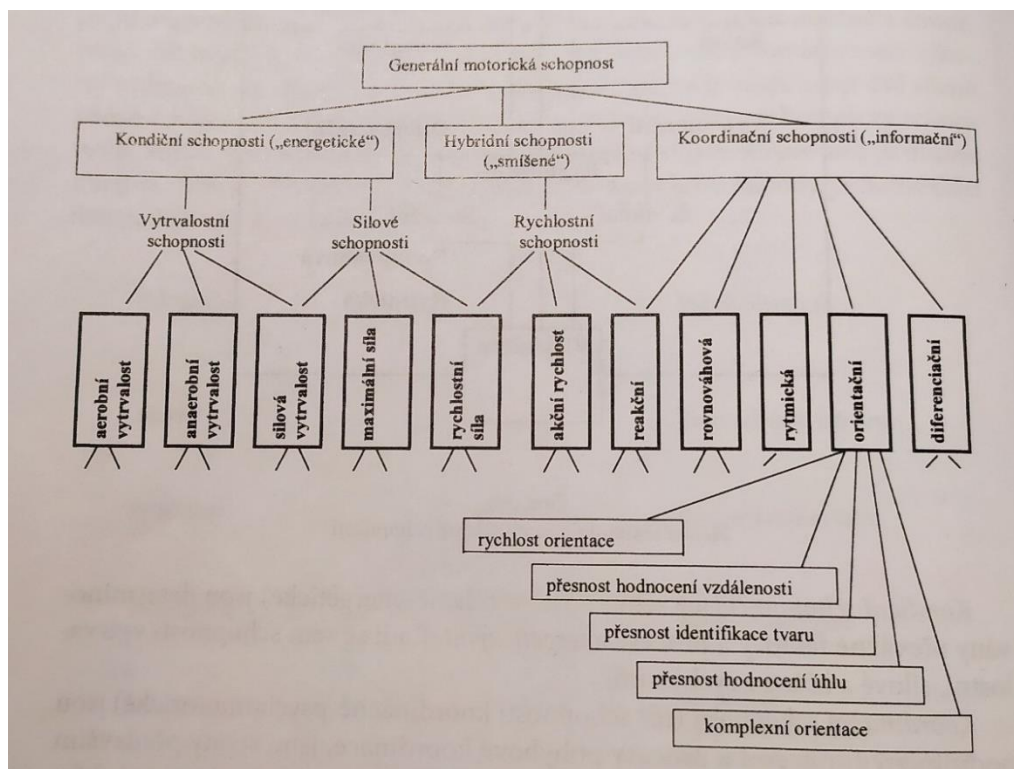 Generální motorická schopnost
Kondiční schopnosti („energetické“)
Hybridní schopnosti
(„smíšené“)
Koordinační schopnosti („informační“)
Vytrvalostní
schopnosti
Silové
schopnosti
Rychlostní
schopnosti
aerobní
vytrvalost
anaerobní
vytrvalost
silová
vytrvalost
maximální síla
rychlostní
síla
akční rychlost
reakční
rovnováhová
rytmická
orientační
diferenciační
rychlost orientace
přesnost hodnocení vzdálenosti
přesnost identifikace tvaru
přesnost hodnocení úhlu
komplexní orientace